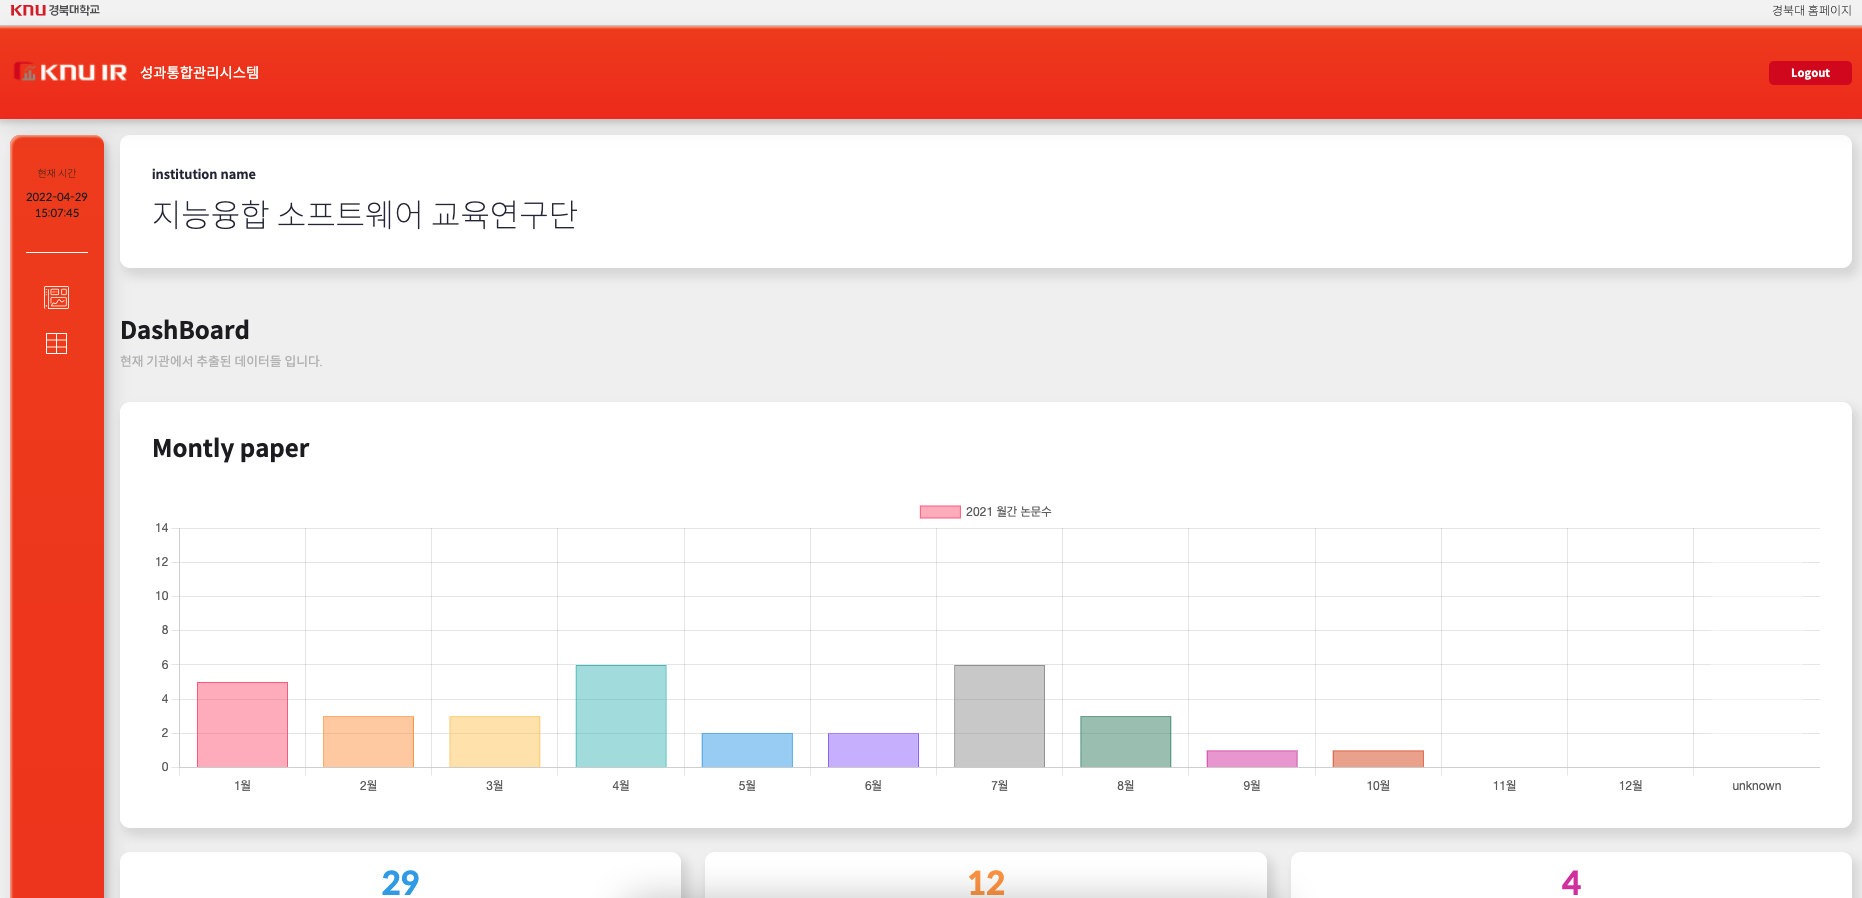 KNU 경북대학교
경북대 홈페이지
KNU IR 성과통합관리시스템
Logout
현재 시간
2022-04-29
15:07:45
institution name
지능융합 소프트웨어 교육연구단
DashBoard
현재 기관에서 추출된 데이터들 입니다.
Montly paper
2021 월간 논문수
14
12
10
8
6
4
2
0
1월 2월 3월 4월 5월 6월 7월 8월 9월 10월 11월 12월 unknown
29 12 4